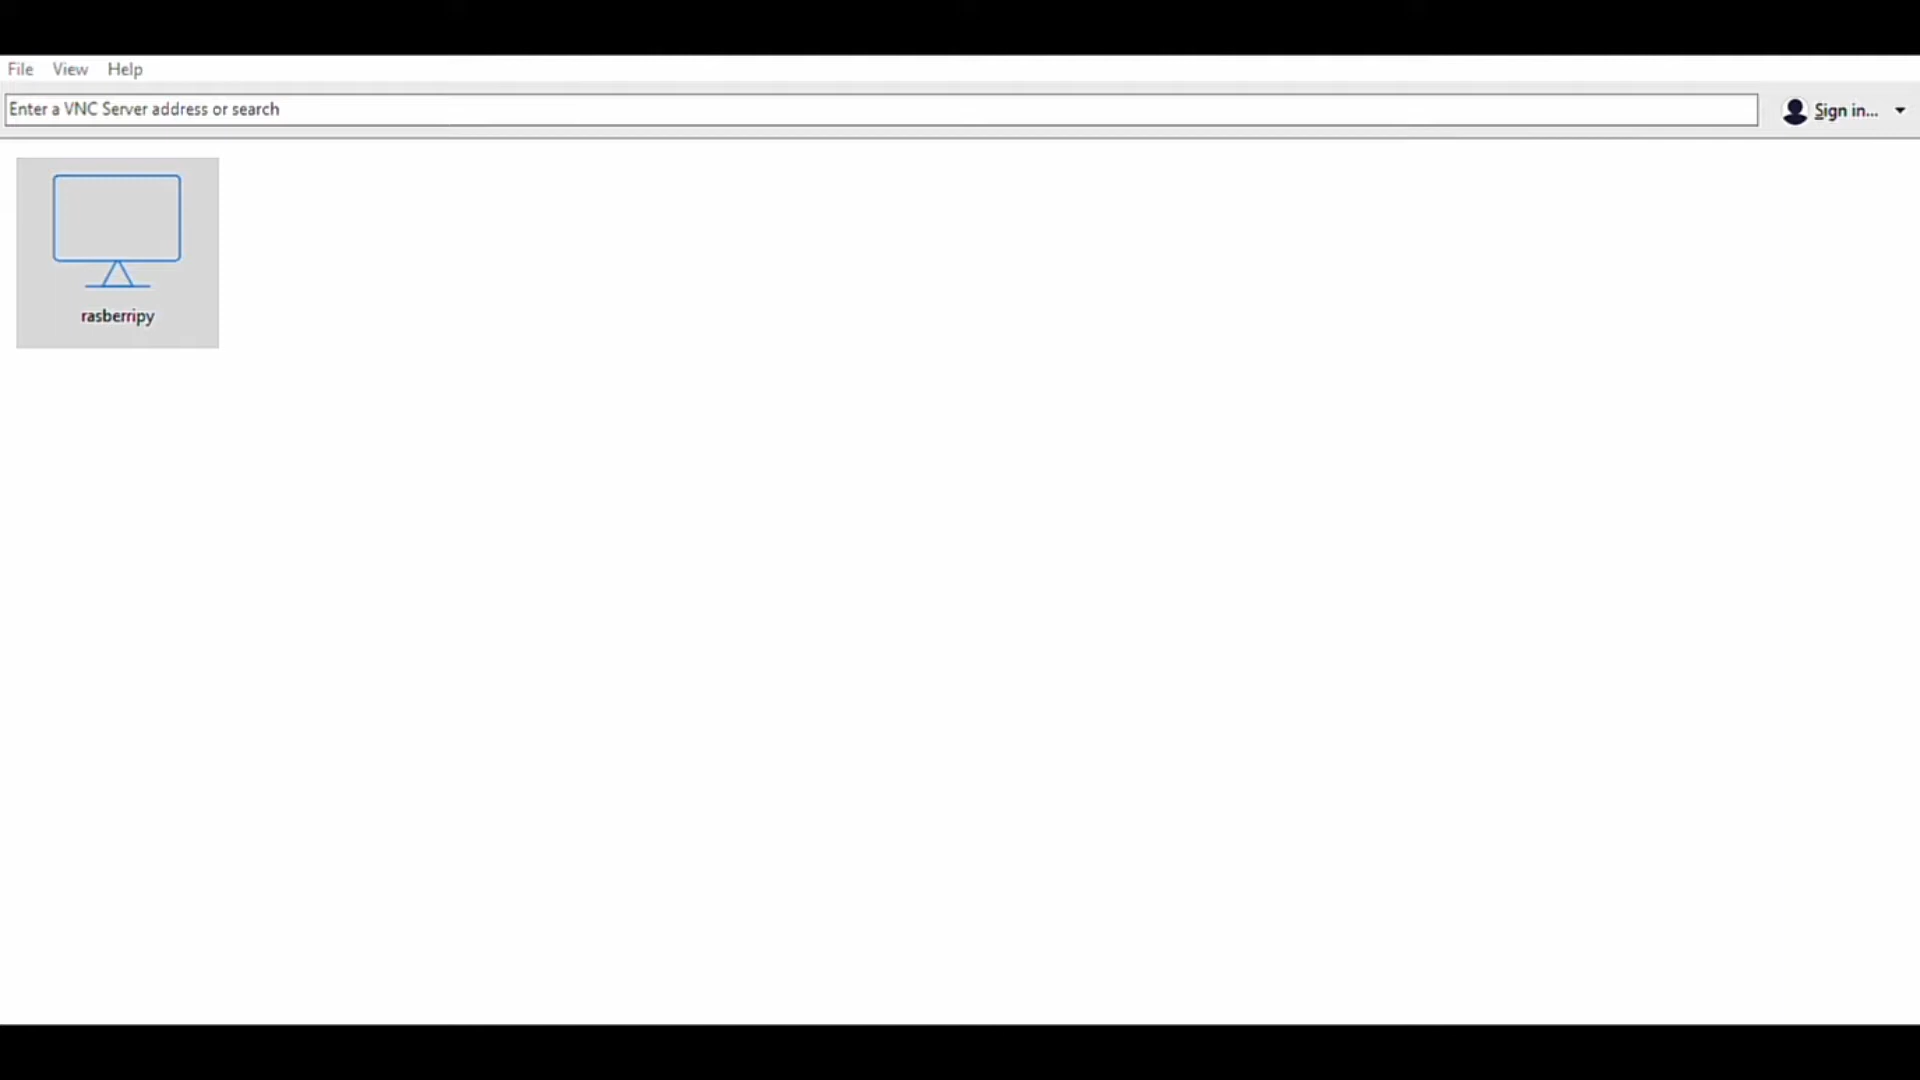 File View Help
Enter a VNC Server address or search
Sign in...
rasberripy